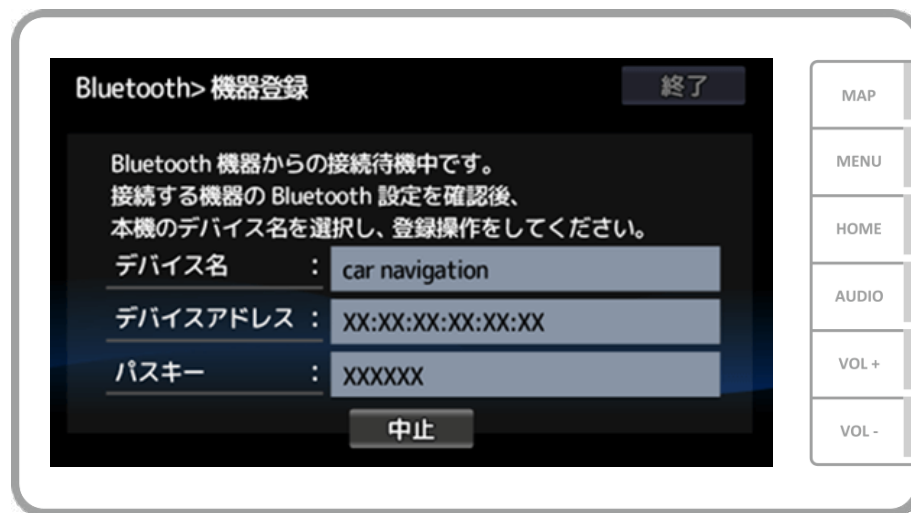 Bluetooth> 機器登録
終了
Bluetooth 機器からの接続待機中です。
接続する機器の Bluetooth 設定を確認後、
本機のデバイス名を選択し、登録操作をしてください。
デバイス名 : car navigation
デバイスアドレス : XX:XX:XX:XX:XX:XX
パスキー : XXXXXX
中止
MAP
MENU
HOME
AUDIO
VOL +
VOL -